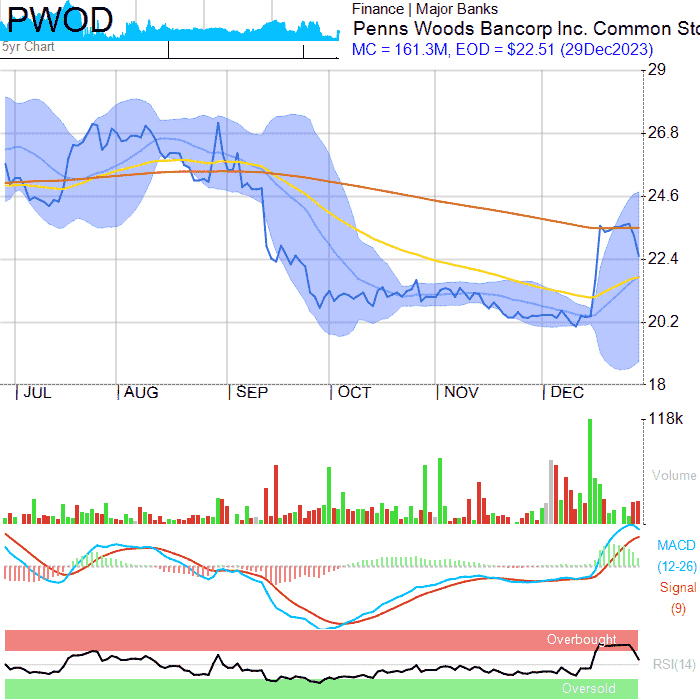 PWOD
5yr Chart
Finance | Major Banks
Penns Woods Bancorp Inc. Common Sto
MC = 161.3M, EOD = $22.51 (29Dec2023)
29
26.8
24.6
22.4
20.2
18
JUL AUG SEP OCT NOV DEC
118k
Volume
MACD
(12-26)
Signal
(9)
Overbought
RSI(14)
Oversold